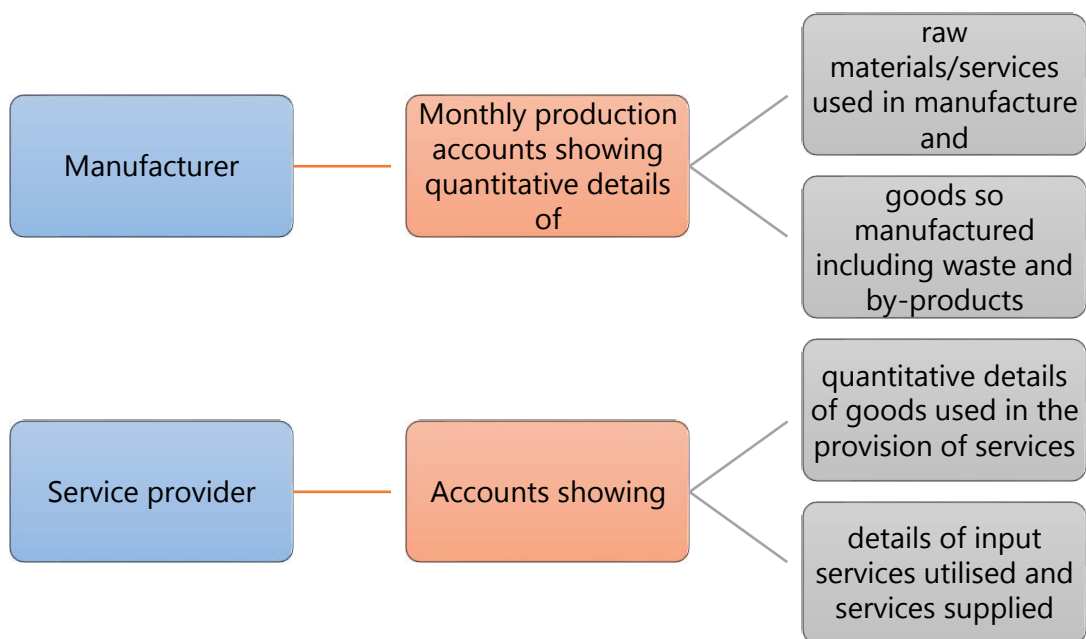 Manufacturer
Monthly production
accounts showing
quantitative details
of
raw
materials/services
used in manufacture
and
goods so
manufactured
including waste and
by-products
Service provider
Accounts showing
quantitative details
of goods used in the
provision of services
details of input
services utilised and
services supplied